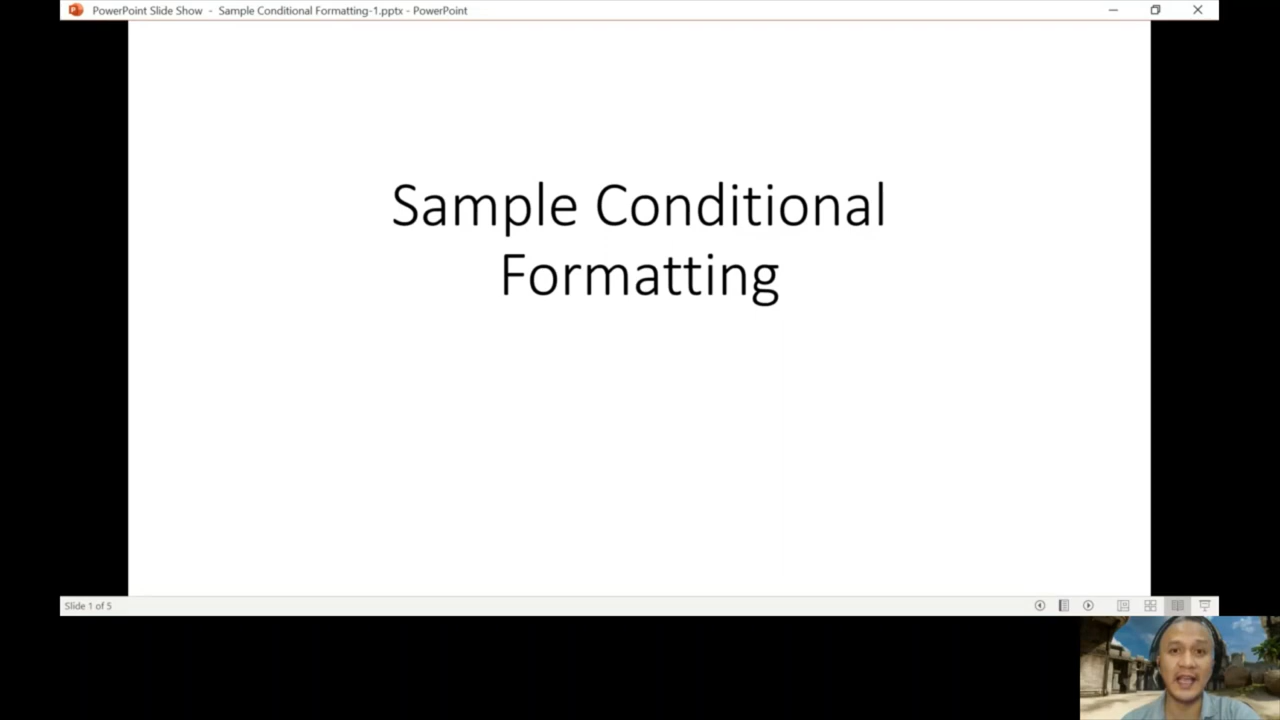 PowerPoint Slide Show - Sample Conditional Formatting-1.pptx - PowerPoint
Sample Conditional
Formatting
Slide 1 of 5